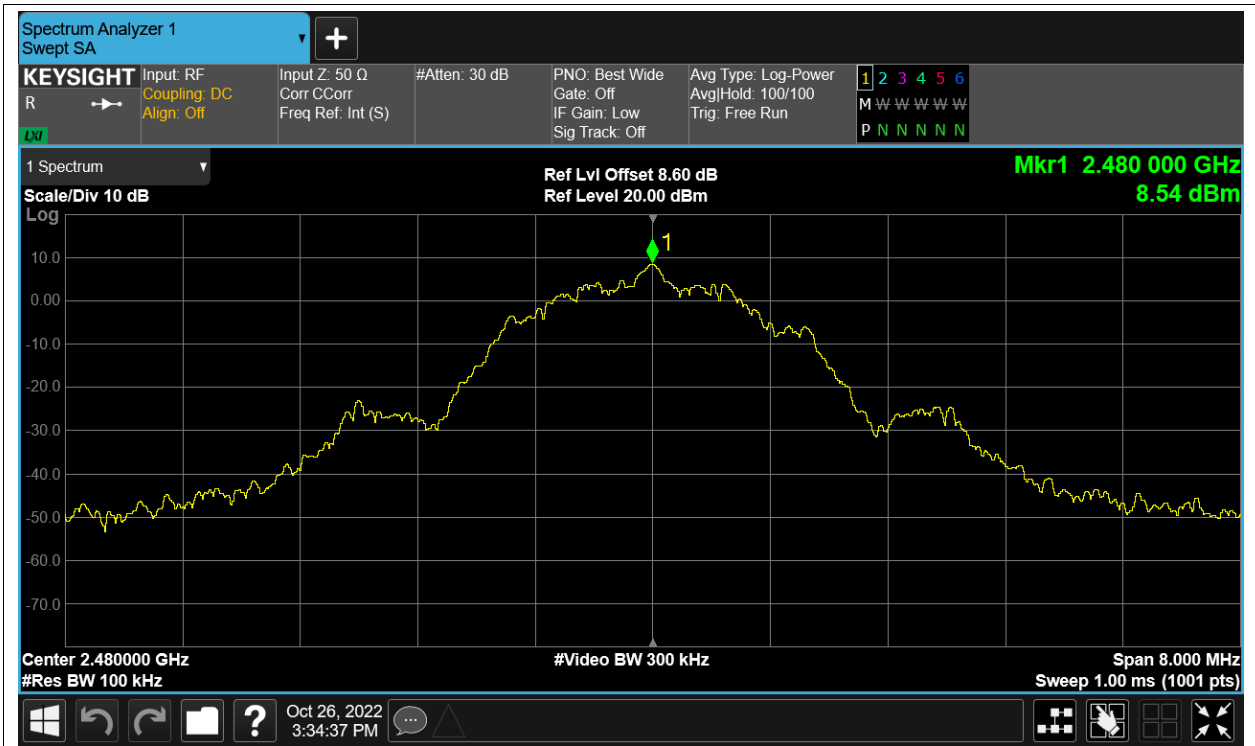 Spectrum Analyzer 1
Swept SA
KEYSIGHT
R
LXI
Input: RF
Coupling: DC
Align: Off
Input Z: 50 Ω
Corr CCorr
Freq Ref: Int (S)
#Atten: 30 dB
PNO: Best Wide
Gate: Off
IF Gain: Low
Sig Track: Off
Avg Type: Log-Power
Avg|Hold: 100/100
Trig: Free Run
1 2 3 4 5 6
M W W W W W W
P N N N N N
1 Spectrum
Scale/Div 10 dB
Log
Ref Lvl Offset 8.60 dB
Ref Level 20.00 dBm
Mkr1 2.480 000 GHz
8.54 dBm
1
10.0
0.00
-10.0
-20.0
-30.0
-40.0
-50.0
-60.0
-70.0
Center 2.480000 GHz
#Res BW 100 kHz
#Video BW 300 kHz
Span 8.000 MHz
Sweep 1.00 ms (1001 pts)
?
Oct 26, 2022
3:34:37 PM